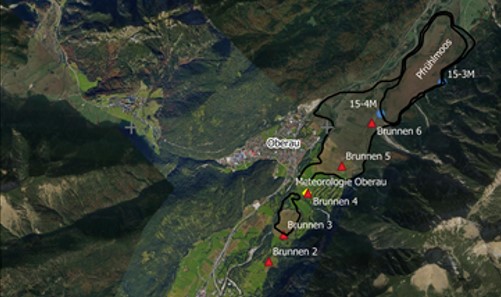 Pfrühlmoos
15-3M
15-4M
Brunnen 6
Oberau
Brunnen 5
Meteorologie Oberau
Brunnen 4
Brunnen 3
Brunnen 2